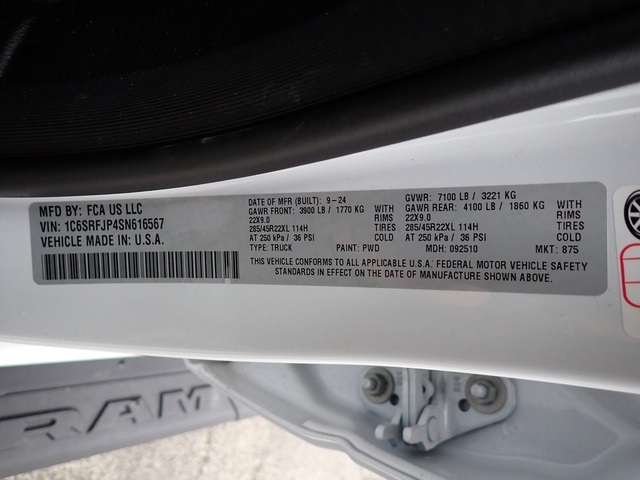 MFD BY: FCA US LLC
VIN: 1C6SRFJP4SN616567
VEHICLE MADE IN U.S.A.
DATE OF MFR (BUILT): 9-24
GAWR FRONT: 3900 LB / 1770 KG WITH
22X9.0 RIMS
285/45R22XL 114H TIRES
AT 250 kPa / 36 PSI COLD
TYPE: TRUCK PAINT: PWD
GVWR: 7100 LB / 3221 KG
GAWR REAR: 4100 LB / 1860 KG WITH
22X9.0 RIMS
285/45R22XL 114H TIRES
AT 250 kPa / 36 PSI COLD
MDH: 092510 MKT: 875
THIS VEHICLE CONFORMS TO ALL APPLICABLE U.S.A. FEDERAL MOTOR VEHICLE SAFETY
STANDARDS IN EFFECT ON THE DATE OF MANUFACTURE SHOWN ABOVE.
RAM